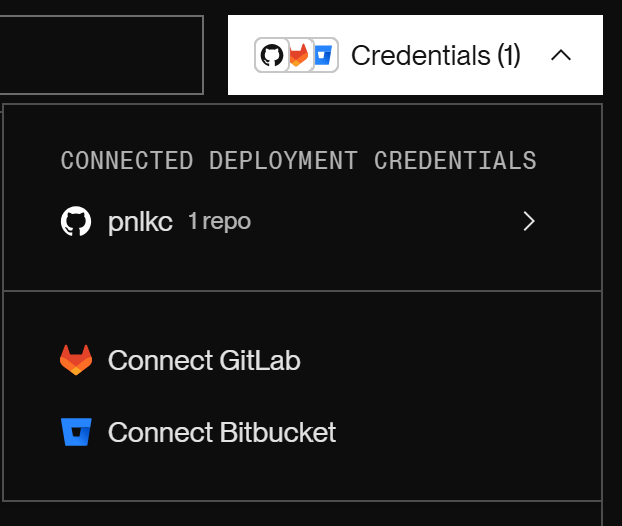 Credentials (1)
CONNECTED DEPLOYMENT CREDENTIALS
pnlkc 1 repo
Connect GitLab
Connect Bitbucket